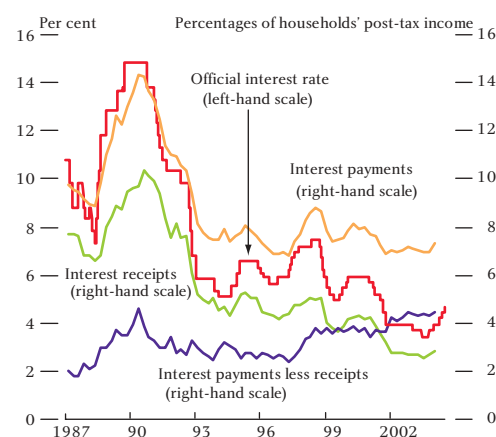 Per cent
Percentages of households' post-tax income
16
16
Official interest rate
(left-hand scale)
14
14
12
12
Interest payments
(right-hand scale)
10
10
8
8
Interest receipts
(right-hand scale)
6
6
4
4
Interest payments less receipts
(right-hand scale)
2
2
0
0
1987
90
93
96
99
2002